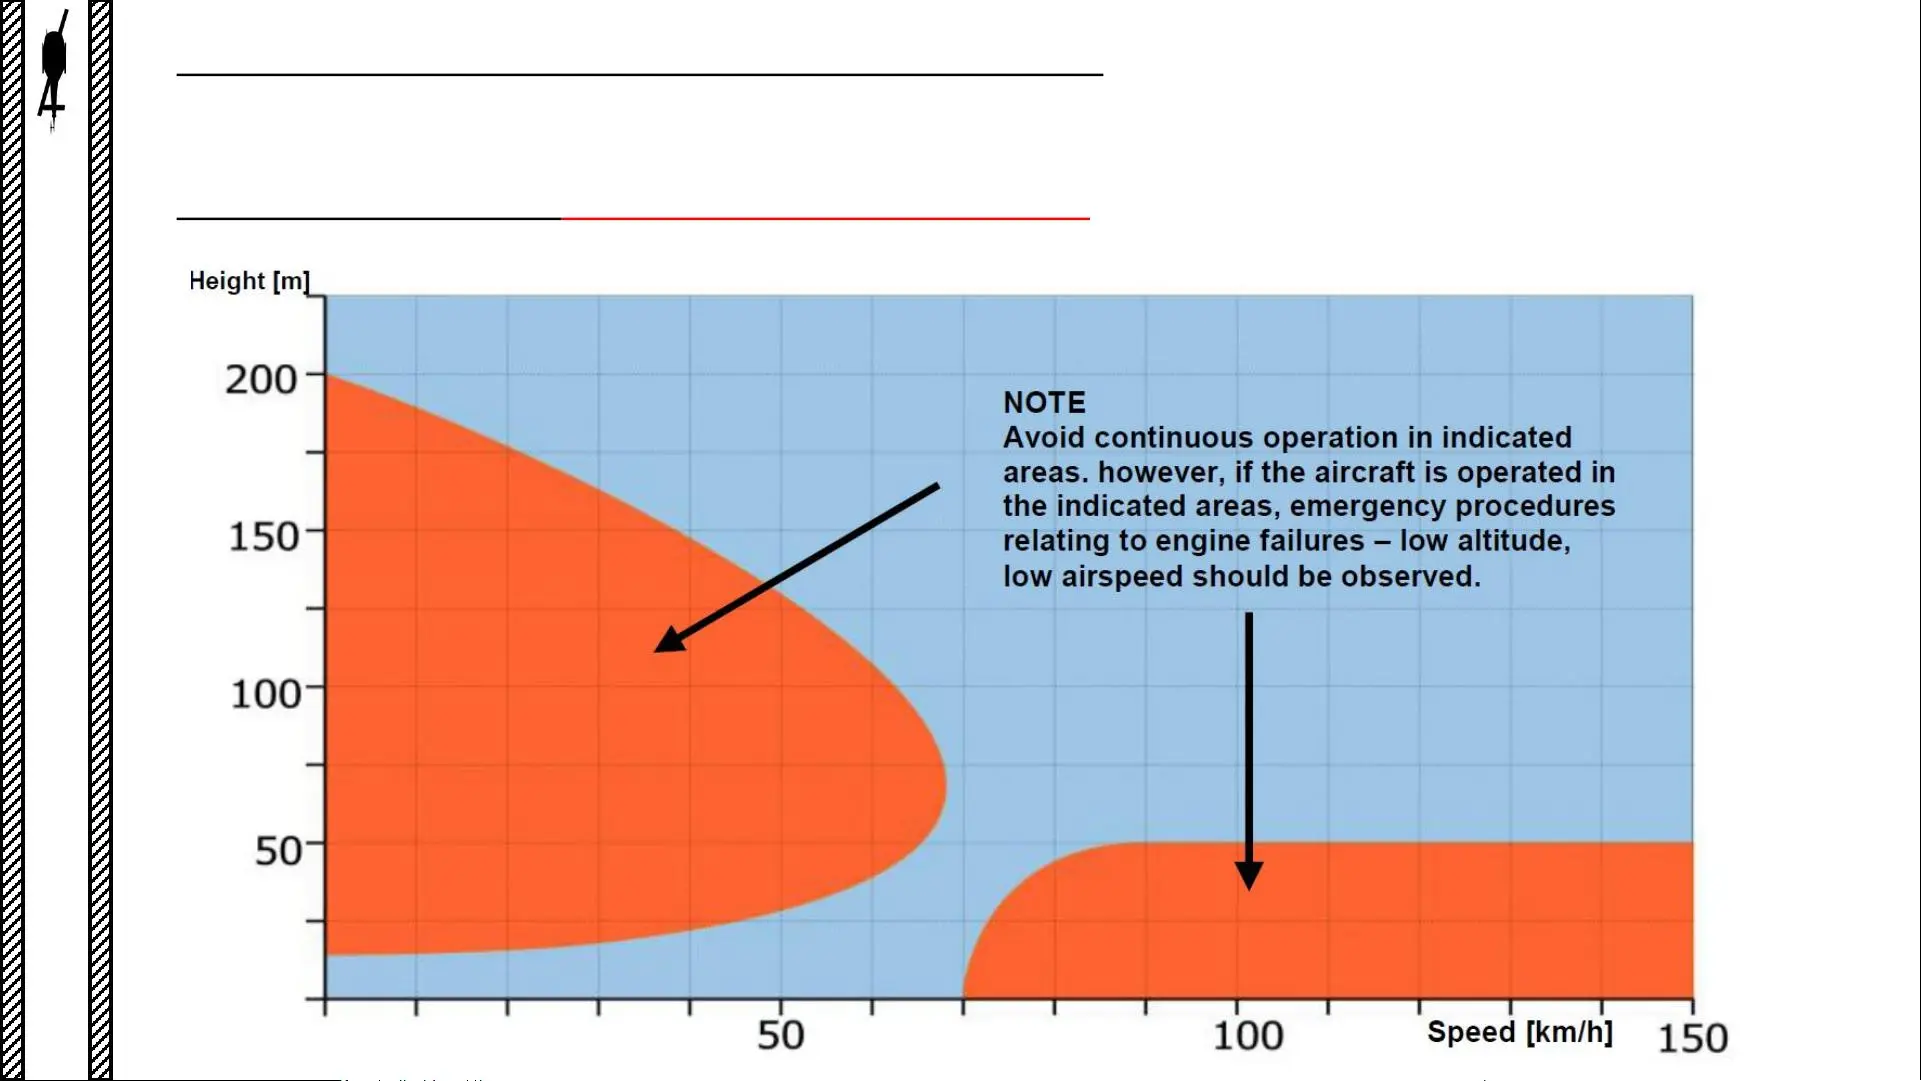 Height [m]
200
NOTE
Avoid continuous operation in indicated
areas. however, if the aircraft is operated in
the indicated areas, emergency procedures
relating to engine failures – low altitude,
low airspeed should be observed.
150
100
50
50
100
Speed [km/h]
150